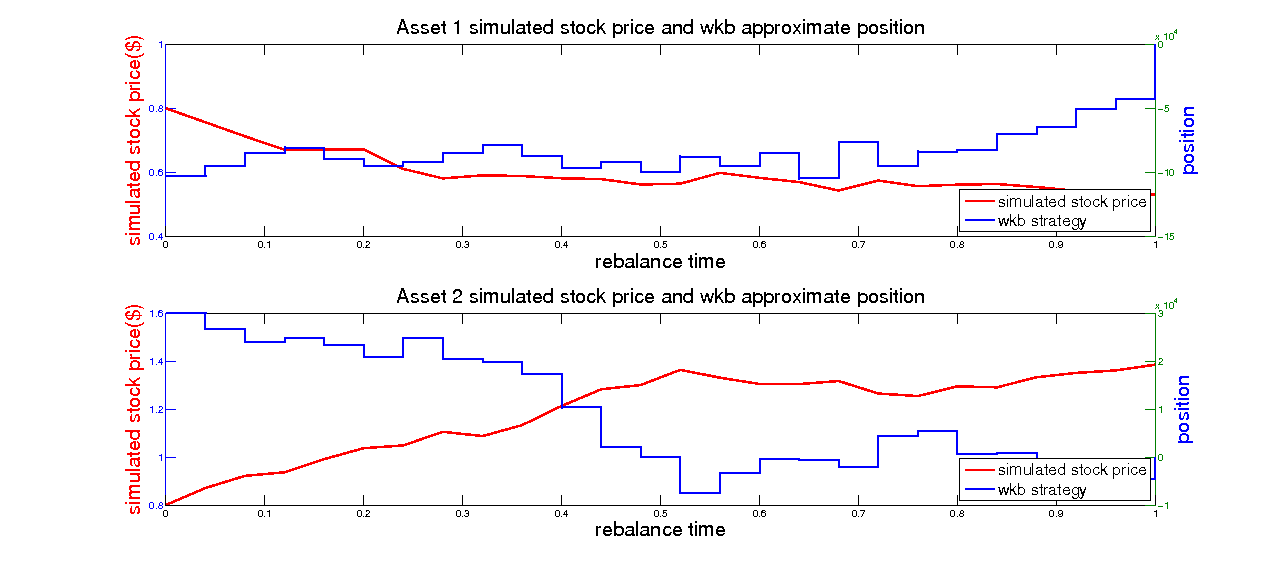 Asset 1 simulated stock price and wkb approximate position
simulated stock price($)
1
0.8
0.6
0.4
x 10^4
0
−5
−10
−15
position
0 0.1 0.2 0.3 0.4 0.5 0.6 0.7 0.8 0.9 1
rebalance time
simulated stock price
wkb strategy
Asset 2 simulated stock price and wkb approximate position
simulated stock price($)
1.6
1.4
1.2
1
0.8
x 10^4
3
2
1
0
−1
position
0 0.1 0.2 0.3 0.4 0.5 0.6 0.7 0.8 0.9 1
rebalance time
simulated stock price
wkb strategy